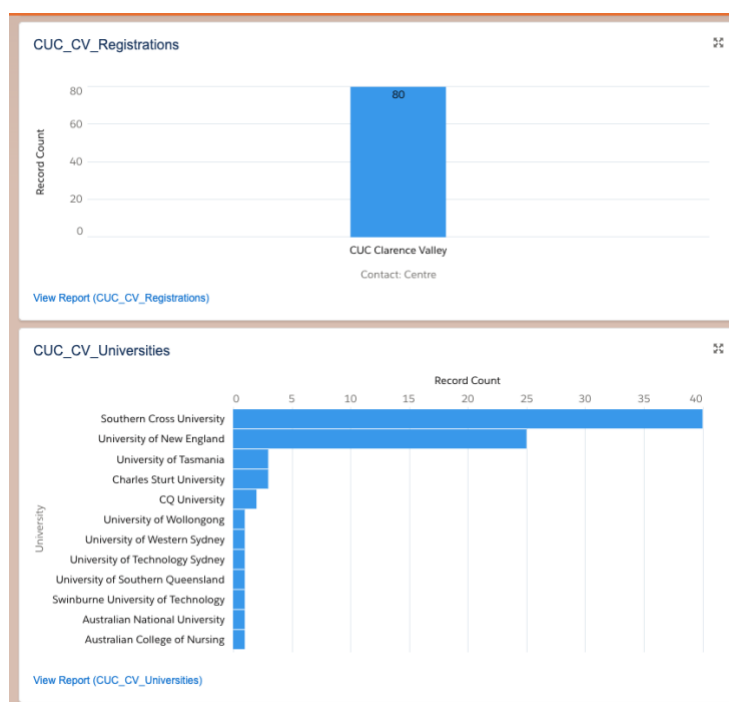 CUC_CV_Registrations
80
60
40
20
0
Record Count
80
CUC Clarence Valley
Contact: Centre
View Report (CUC_CV_Registrations)
CUC_CV_Universities
Record Count
0 5 10 15 20 25 30 35 40
University
Southern Cross University
University of New England
University of Tasmania
Charles Sturt University
CQ University
University of Wollongong
University of Western Sydney
University of Technology Sydney
University of Southern Queensland
Swinburne University of Technology
Australian National University
Australian College of Nursing
View Report (CUC_CV_Universities)